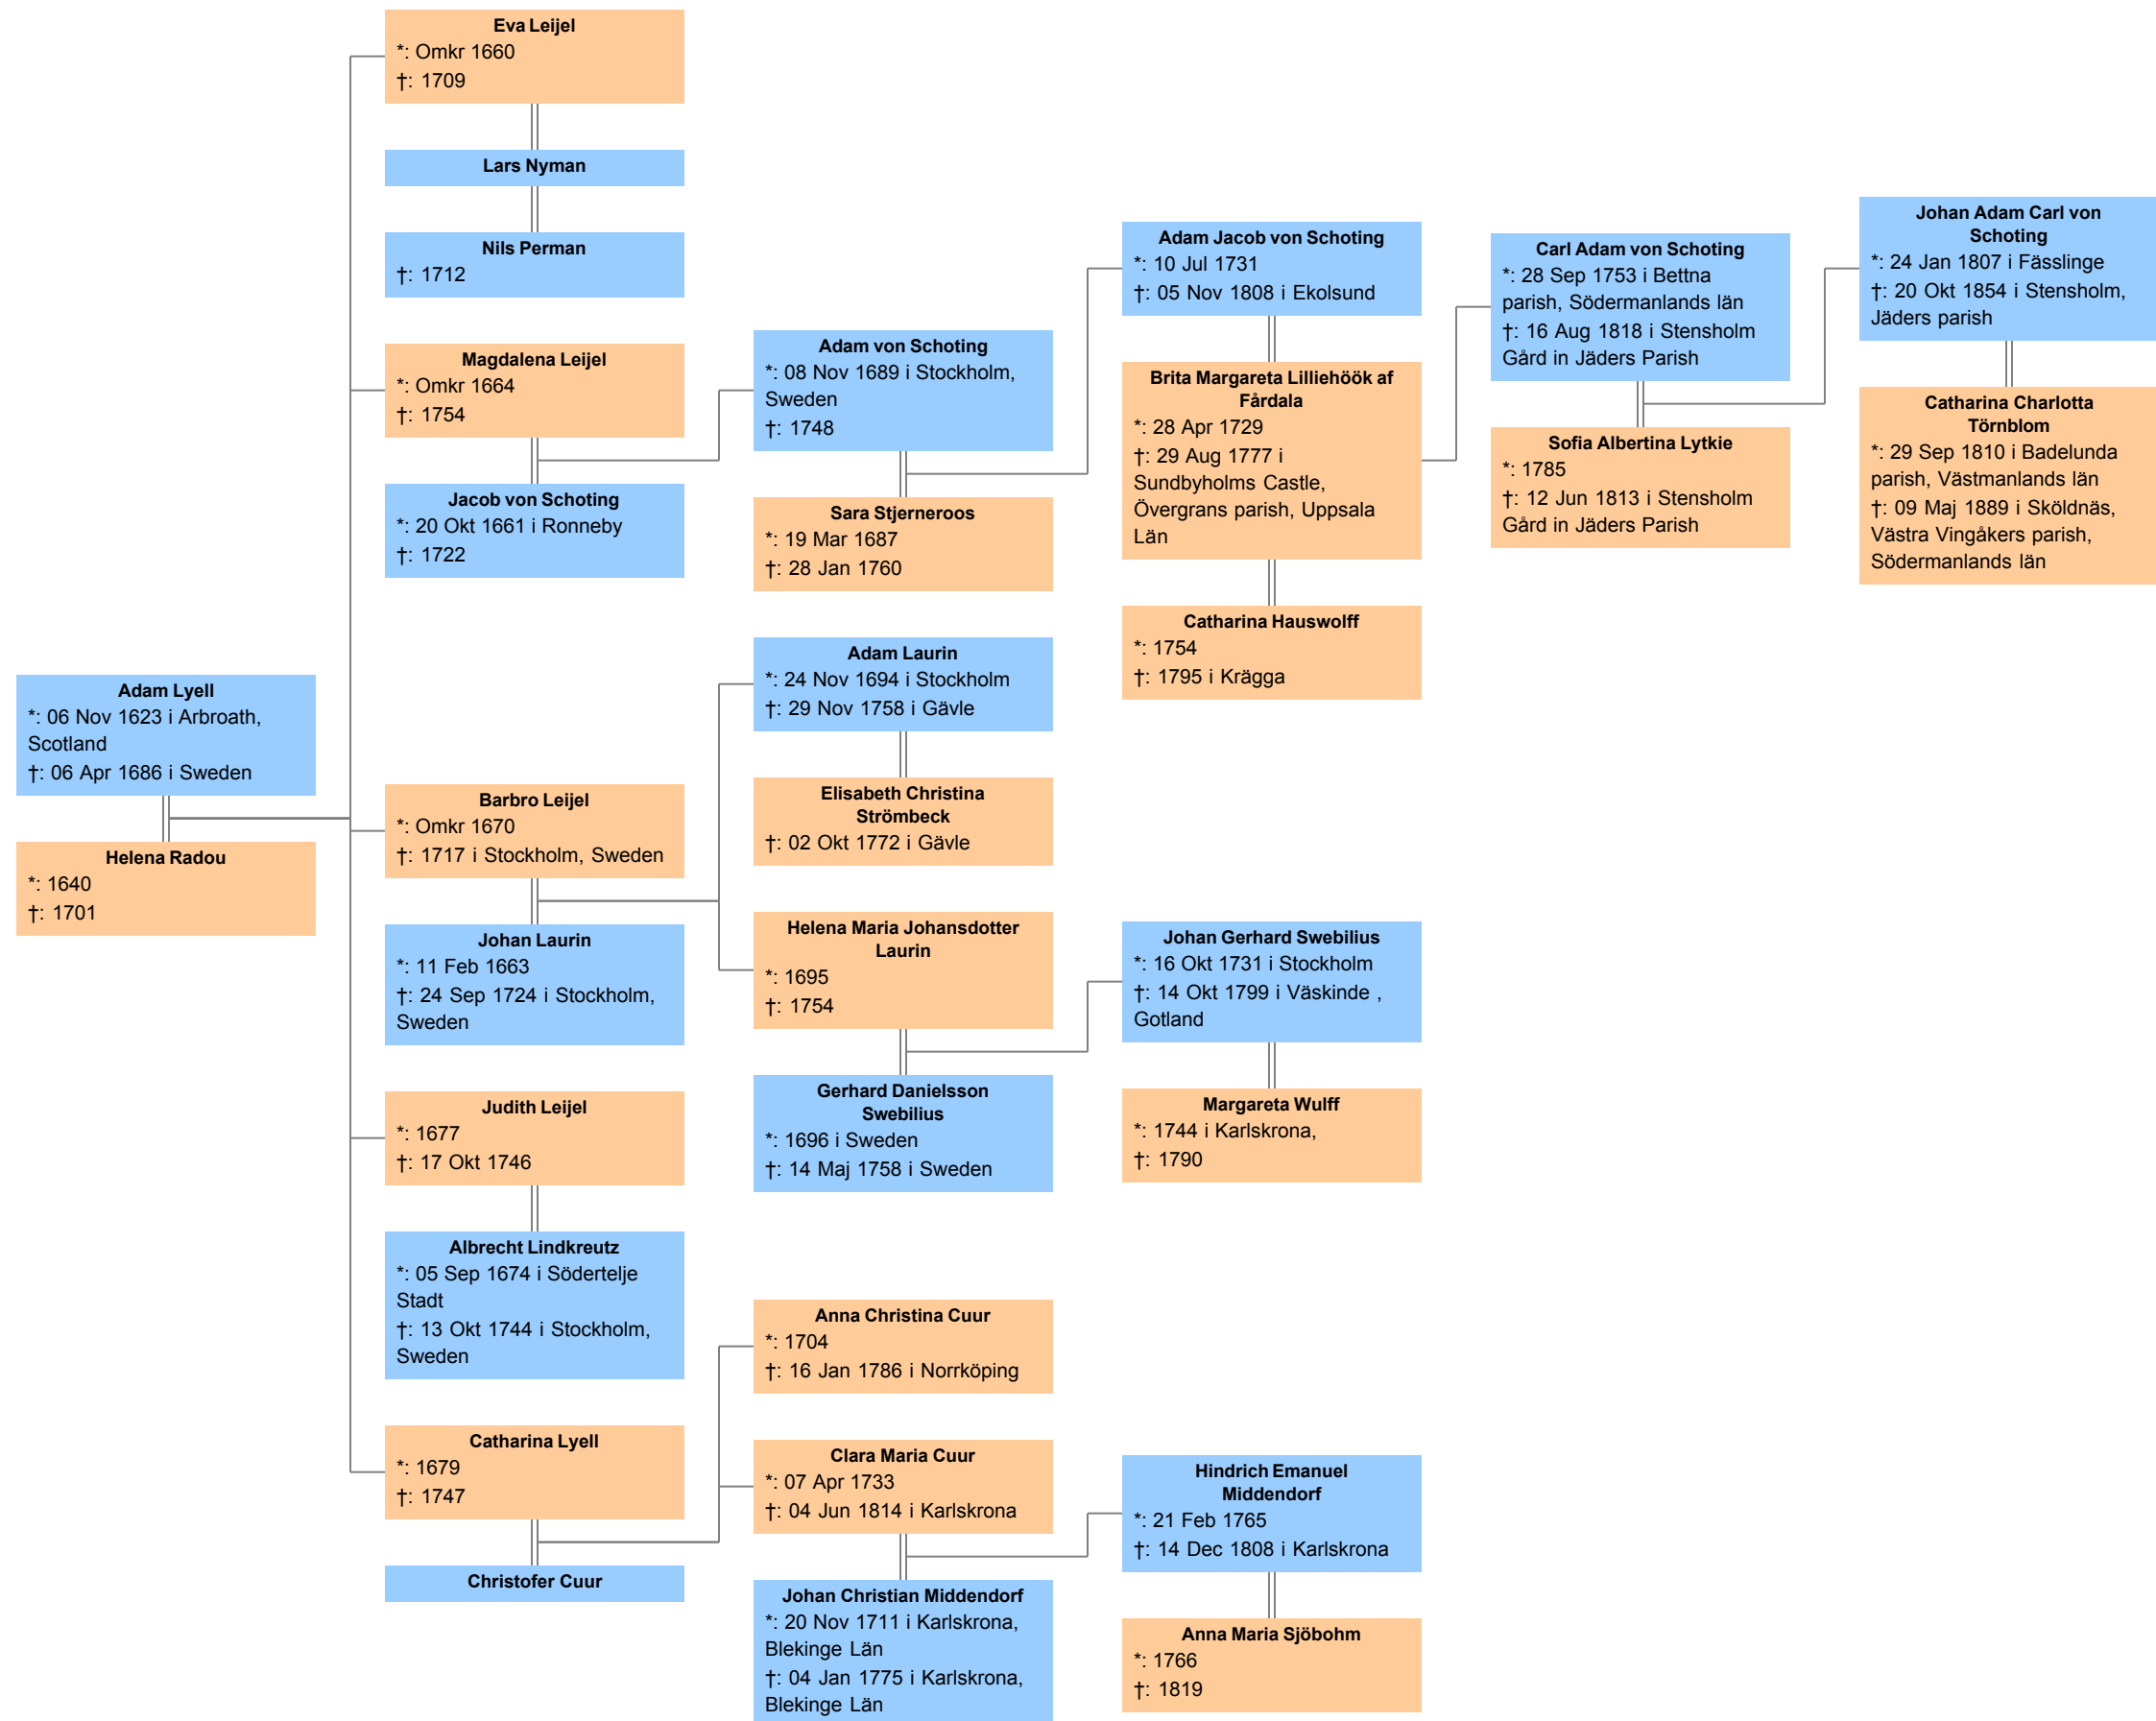 Adam Lyell
*: 06 Nov 1623 i Arbroath,
Scotland
†: 06 Apr 1686 i Sweden
Helena Radou
*: 1640
†: 1701
Eva Leijel
*: Omkr 1660
†: 1709
Lars Nyman
Nils Perman
†: 1712
Magdalena Leijel
*: Omkr 1664
†: 1754
Jacob von Schoting
*: 20 Okt 1661 i Ronneby
†: 1722
Barbro Leijel
*: Omkr 1670
†: 1717 i Stockholm, Sweden
Johan Laurin
*: 11 Feb 1663
†: 24 Sep 1724 i Stockholm,
Sweden
Judith Leijel
*: 1677
†: 17 Okt 1746
Albrecht Lindkreutz
*: 05 Sep 1674 i Södertelje
Stadt
†: 13 Okt 1744 i Stockholm,
Sweden
Catharina Lyell
*: 1679
†: 1747
Christofer Cuur
Adam von Schoting
*: 08 Nov 1689 i Stockholm,
Sweden
†: 1748
Sara Stjerneroos
*: 19 Mar 1687
†: 28 Jan 1760
Adam Laurin
*: 24 Nov 1694 i Stockholm
†: 29 Nov 1758 i Gävle
Elisabeth Christina
Strömbeck
†: 02 Okt 1772 i Gävle
Helena Maria Johansdotter
Laurin
*: 1695
†: 1754
Gerhard Danielsson
Swebilius
*: 1696 i Sweden
†: 14 Maj 1758 i Sweden
Anna Christina Cuur
*: 1704
†: 16 Jan 1786 i Norrköping
Clara Maria Cuur
*: 07 Apr 1733
†: 04 Jun 1814 i Karlskrona
Johan Christian Middendorf
*: 20 Nov 1711 i Karlskrona,
Blekinge Län
†: 04 Jan 1775 i Karlskrona,
Blekinge Län
Adam Jacob von Schoting
*: 10 Jul 1731
†: 05 Nov 1808 i Ekolsund
Brita Margareta Lilliehöök af
Fårdala
*: 28 Apr 1729
†: 29 Aug 1777 i
Sundbyholms Castle,
Övergrans parish, Uppsala
Län
Catharina Hauswolff
*: 1754
†: 1795 i Krägga
Johan Gerhard Swebilius
*: 16 Okt 1731 i Stockholm
†: 14 Okt 1799 i Väskinde ,
Gotland
Margareta Wulff
*: 1744 i Karlskrona,
†: 1790
Hindrich Emanuel
Middendorf
*: 21 Feb 1765
†: 14 Dec 1808 i Karlskrona
Anna Maria Sjöbohm
*: 1766
†: 1819
Carl Adam von Schoting
*: 28 Sep 1753 i Bettna
parish, Södermanlands län
†: 16 Aug 1818 i Stensholm
Gård in Jäders Parish
Sofia Albertina Lytkie
*: 1785
†: 12 Jun 1813 i Stensholm
Gård in Jäders Parish
Johan Adam Carl von
Schoting
*: 24 Jan 1807 i Fässlinge
†: 20 Okt 1854 i Stensholm,
Jäders parish
Catharina Charlotta
Törnblom
*: 29 Sep 1810 i Badelunda
parish, Västmanlands län
†: 09 Maj 1889 i Sköldnäs,
Västra Vingåkers parish,
Södermanlands län